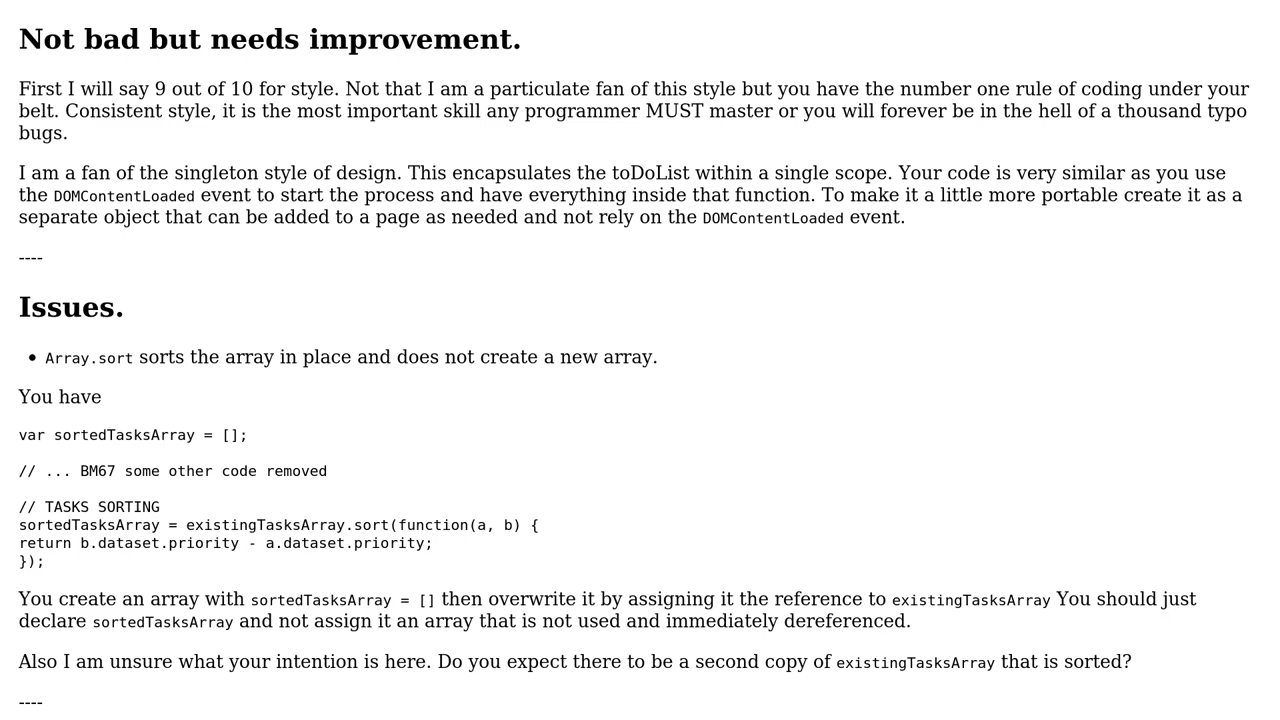 Not bad but needs improvement.
First I will say 9 out of 10 for style. Not that I am a particulate fan of this style but you have the number one rule of coding under your
belt. Consistent style, it is the most important skill any programmer MUST master or you will forever be in the hell of a thousand typo
bugs.
I am a fan of the singleton style of design. This encapsulates the toDoList within a single scope. Your code is very similar as you use
the DOMContentLoaded event to start the process and have everything inside that function. To make it a little more portable create it as a
separate object that can be added to a page as needed and not rely on the DOMContentLoaded event.
----
Issues.
• Array.sort sorts the array in place and does not create a new array.
You have
var sortedTasksArray = [];
// ... BM67 some other code removed
// TASKS SORTING
sortedTasksArray = existingTasksArray.sort(function(a, b) {
return b.dataset.priority - a.dataset.priority;
});
You create an array with sortedTasksArray = [] then overwrite it by assigning it the reference to existingTasksArray You should just
declare sortedTasksArray and not assign it an array that is not used and immediately dereferenced.
Also I am unsure what your intention is here. Do you expect there to be a second copy of existingTasksArray that is sorted?
----